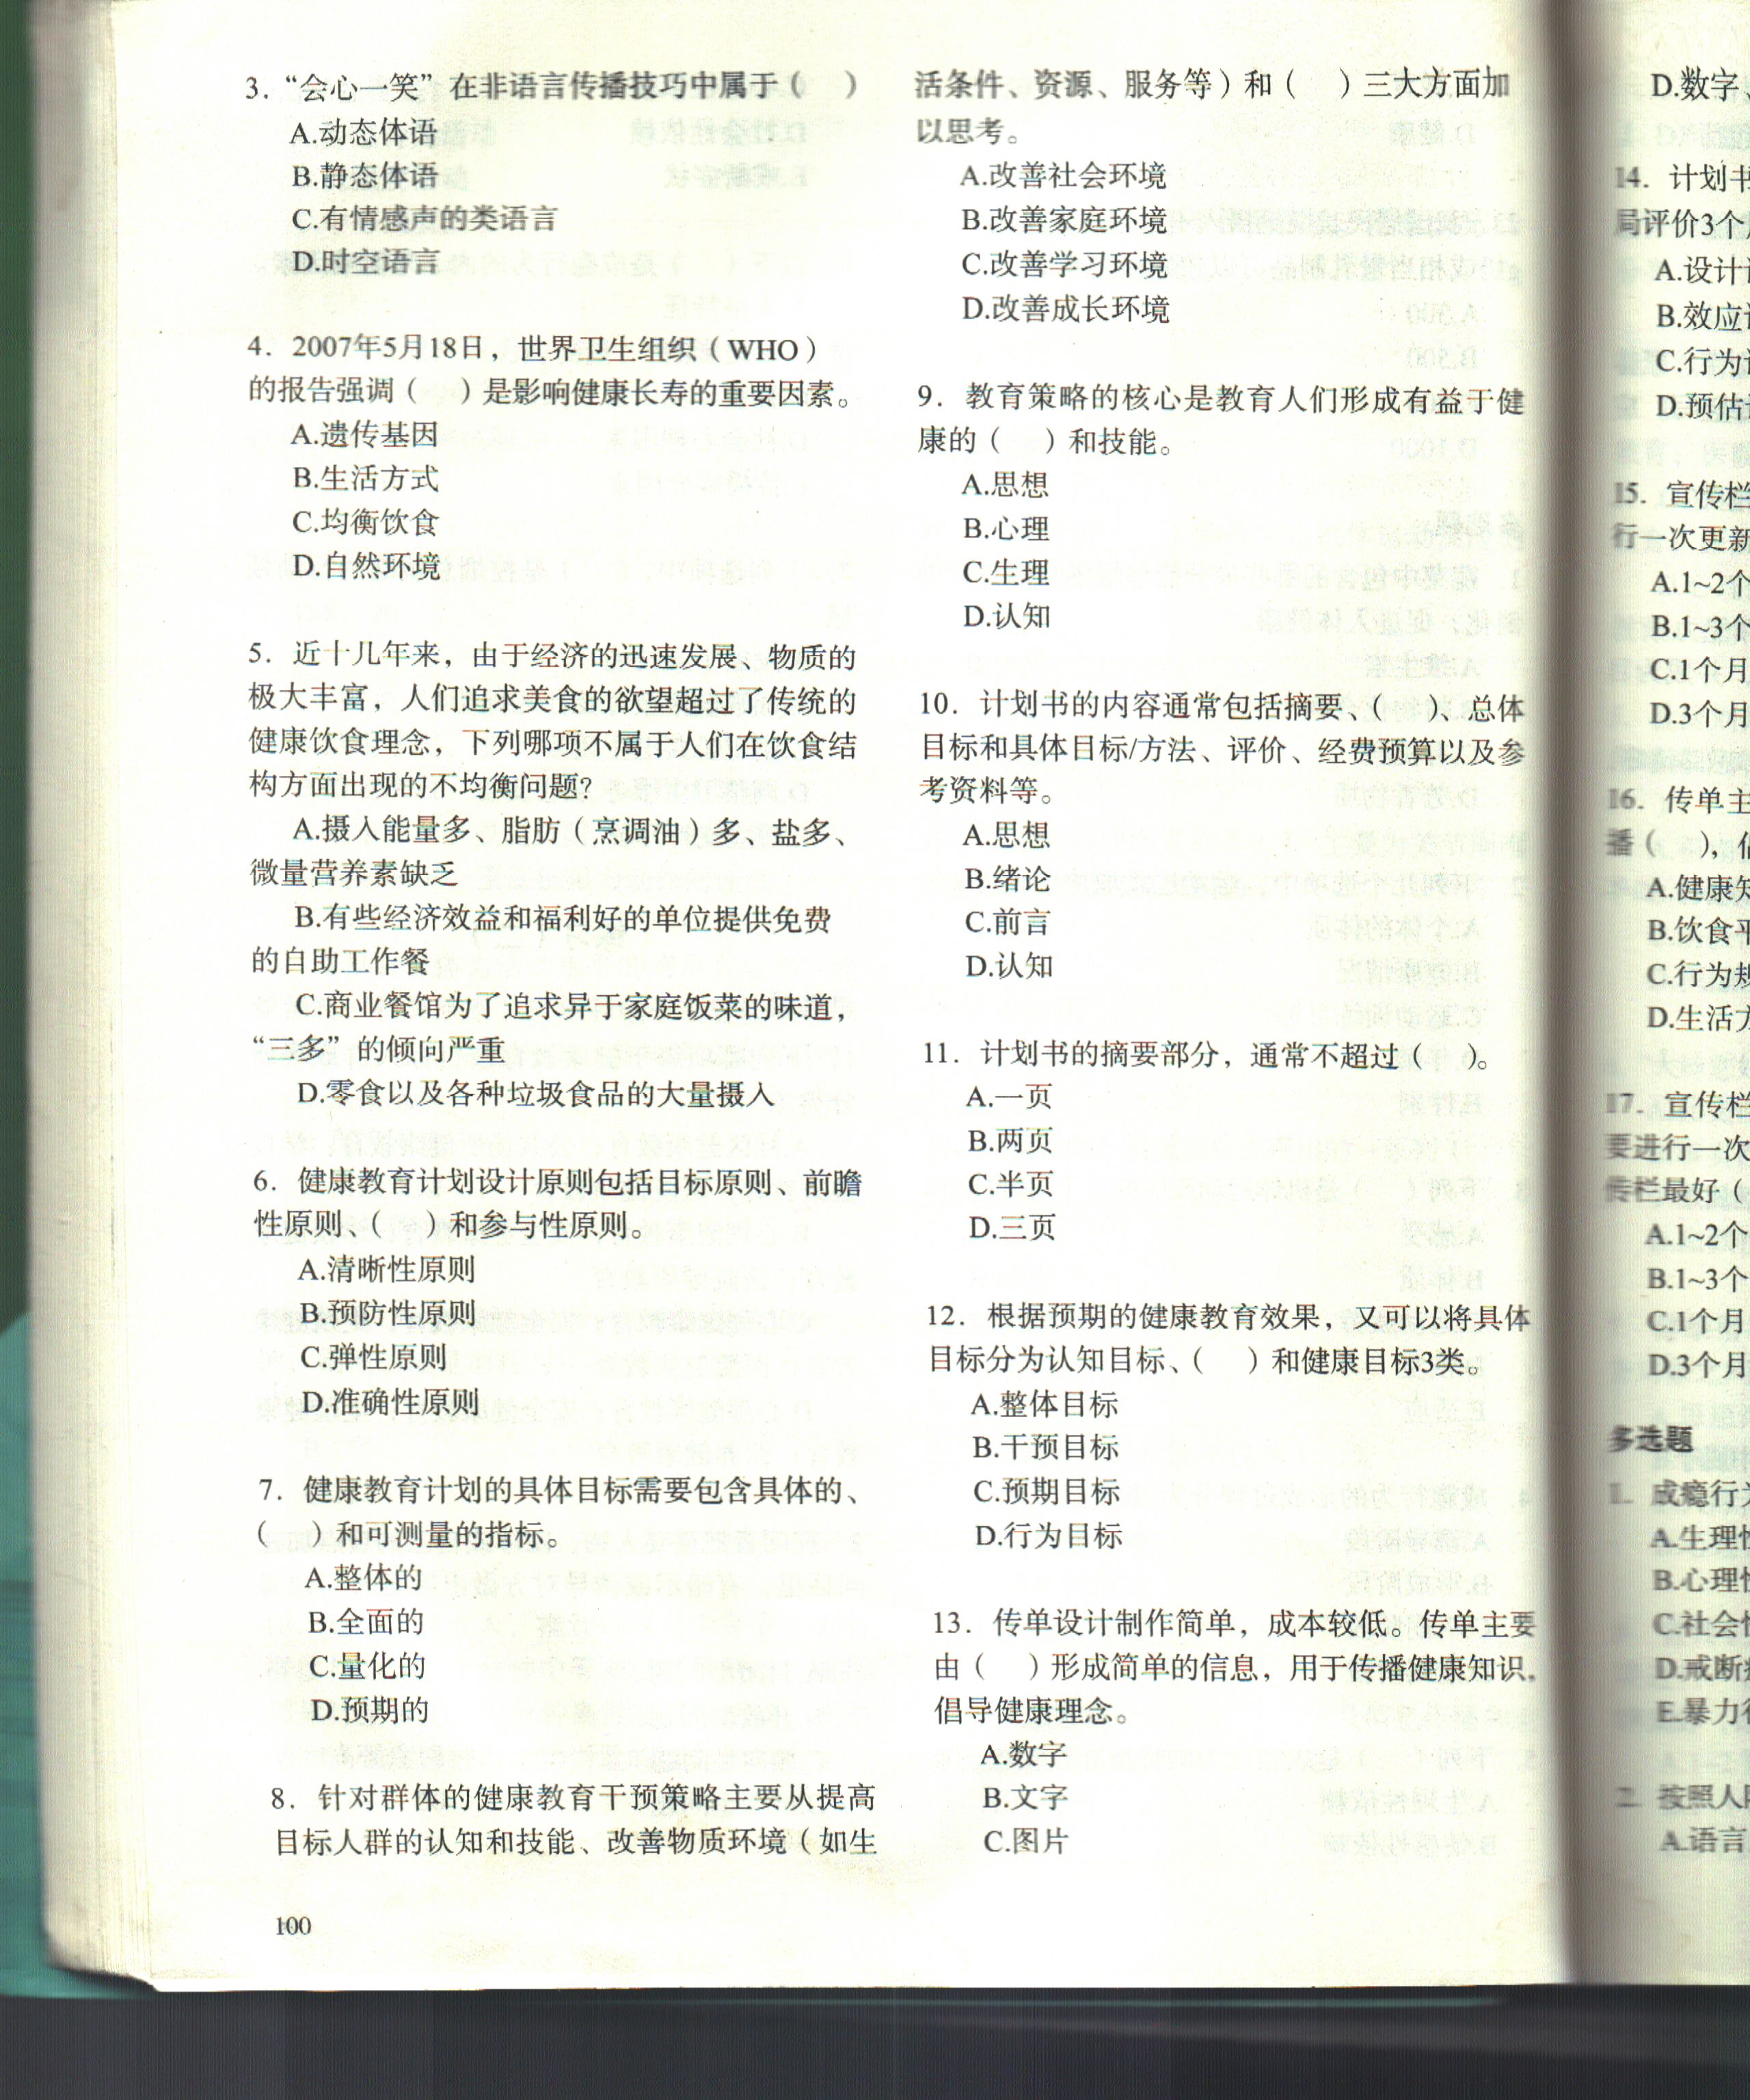 3. “会心一笑”在非语言传播技巧中属于（　）
A.动态体语
B.静态体语
C.有情感声的类语言
D.时空语言
4. 2007年5月18日，世界卫生组织（WHO）
的报告强调（　）是影响健康长寿的重要因素。
A.遗传基因
B.生活方式
C.均衡饮食
D.自然环境
5. 近十几年来，由于经济的迅速发展、物质的
极大丰富，人们追求美食的欲望超过了传统的
健康饮食理念，下列哪项不属于人们在饮食结
构方面出现的不均衡问题?
A.摄入能量多、脂肪（烹调油）多、盐多、
微量营养素缺乏
B.有些经济效益和福利好的单位提供免费
的自助工作餐
C.商业餐馆为了追求异于家庭饭菜的味道，
“三多”的倾向严重
D.零食以及各种垃圾食品的大量摄入
6. 健康教育计划设计原则包括目标原则、前瞻
性原则、（　）和参与性原则。
A.清晰性原则
B.预防性原则
C.弹性原则
D.准确性原则
7. 健康教育计划的具体目标需要包含具体的、
（　）和可测量的指标。
A.整体的
B.全面的
C.量化的
D.预期的
8. 针对群体的健康教育干预策略主要从提高
目标人群的认知和技能、改善物质环境（如生
100
活条件、资源、服务等）和（　）三大方面加
以思考。
A.改善社会环境
B.改善家庭环境
C.改善学习环境
D.改善成长环境
9. 教育策略的核心是教育人们形成有益于健
康的（　）和技能。
A.思想
B.心理
C.生理
D.认知
10. 计划书的内容通常包括摘要、（　）、总体
目标和具体目标/方法、评价、经费预算以及参
考资料等。
A.思想
B.绪论
C.前言
D.认知
11. 计划书的摘要部分，通常不超过（　）。
A.一页
B.两页
C.半页
D.三页
12. 根据预期的健康教育效果，又可以将具体
目标分为认知目标、（　）和健康目标3类。
A.整体目标
B.干预目标
C.预期目标
D.行为目标
13. 传单设计制作简单，成本较低。传单主要
由（　）形成简单的信息，用于传播健康知识，
倡导健康理念。
A.数字
B.文字
C.图片
D.数字、
14. 计划书
局评价3个
A.设计
B.效应
C.行为
D.预估
15. 宣传栏
行一次更新
A.1~2个
B.1~3个
C.1个月
D.3个月
16. 传单主
播（　），
A.健康知
B.饮食平
C.行为规
D.生活方
17. 宣传栏
要进行一次
传栏最好（
A.1~2个
B.1~3个
C.1个月
D.3个月
多选题
1. 成瘾行为
A.生理性
B.心理性
C.社会性
D.戒断
E.暴力行
2. 按照人
A.语言